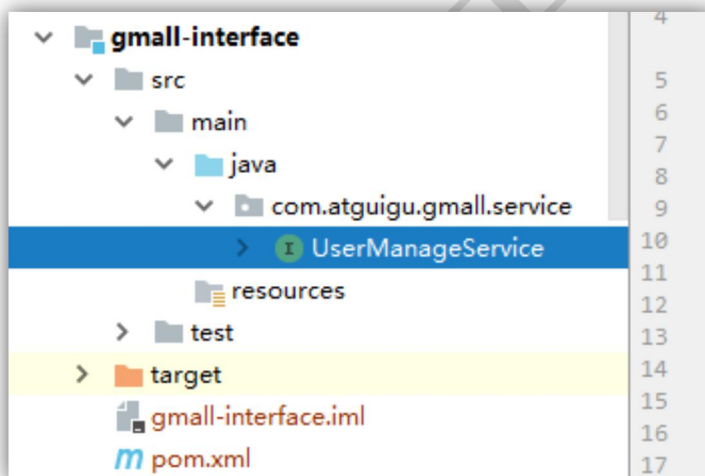 gmall-interface
src
main
java
com.atguigu.gmall.service
I UserManageService
resources
test
target
gmall-interface.iml
m pom.xml
4
5
6
7
8
9
10
11
12
13
14
15
16
17